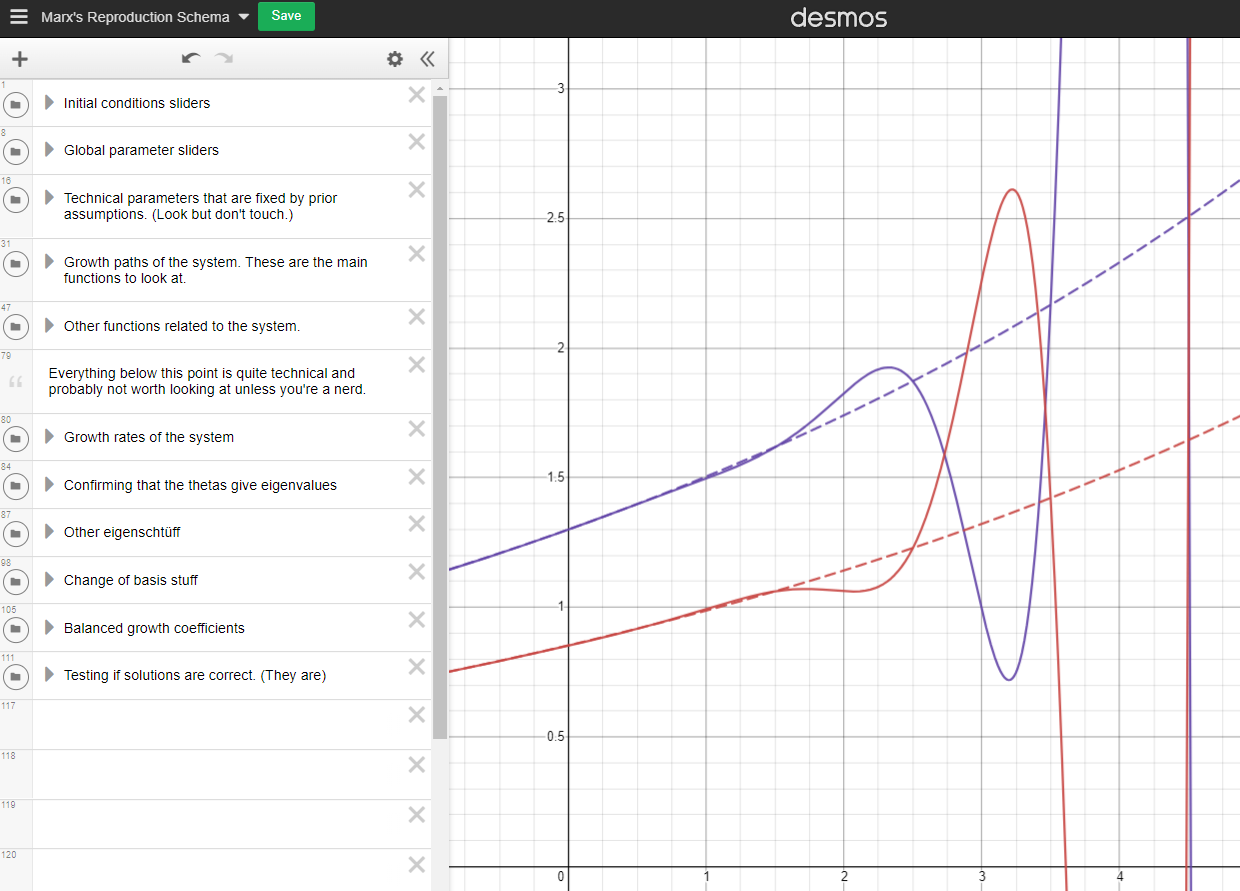 Marx's Reproduction Schema
Save
desmos
1
Initial conditions sliders
8
Global parameter sliders
16
Technical parameters that are fixed by prior
assumptions. (Look but don't touch.)
31
Growth paths of the system. These are the main
functions to look at.
47
Other functions related to the system.
79
Everything below this point is quite technical and
probably not worth looking at unless you're a nerd.
80
Growth rates of the system
84
Confirming that the thetas give eigenvalues
87
Other eigenschtüff
98
Change of basis stuff
105
Balanced growth coefficients
111
Testing if solutions are correct. (They are)
117
118
119
120
3
2.5
2
1.5
1
0.5
0
1
2
3
4